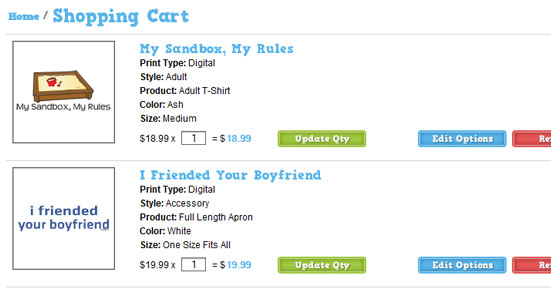 Home / Shopping Cart
My Sandbox, My Rules
My Sandbox, My Rules
Print Type: Digital
Style: Adult
Product: Adult T-Shirt
Color: Ash
Size: Medium
$18.99 x 1 = $18.99 Update Qty Edit Options Re
i friended
your boyfriend
I Friended Your Boyfriend
Print Type: Digital
Style: Accessory
Product: Full Length Apron
Color: White
Size: One Size Fits All
$19.99 x 1 = $19.99 Update Qty Edit Options Re